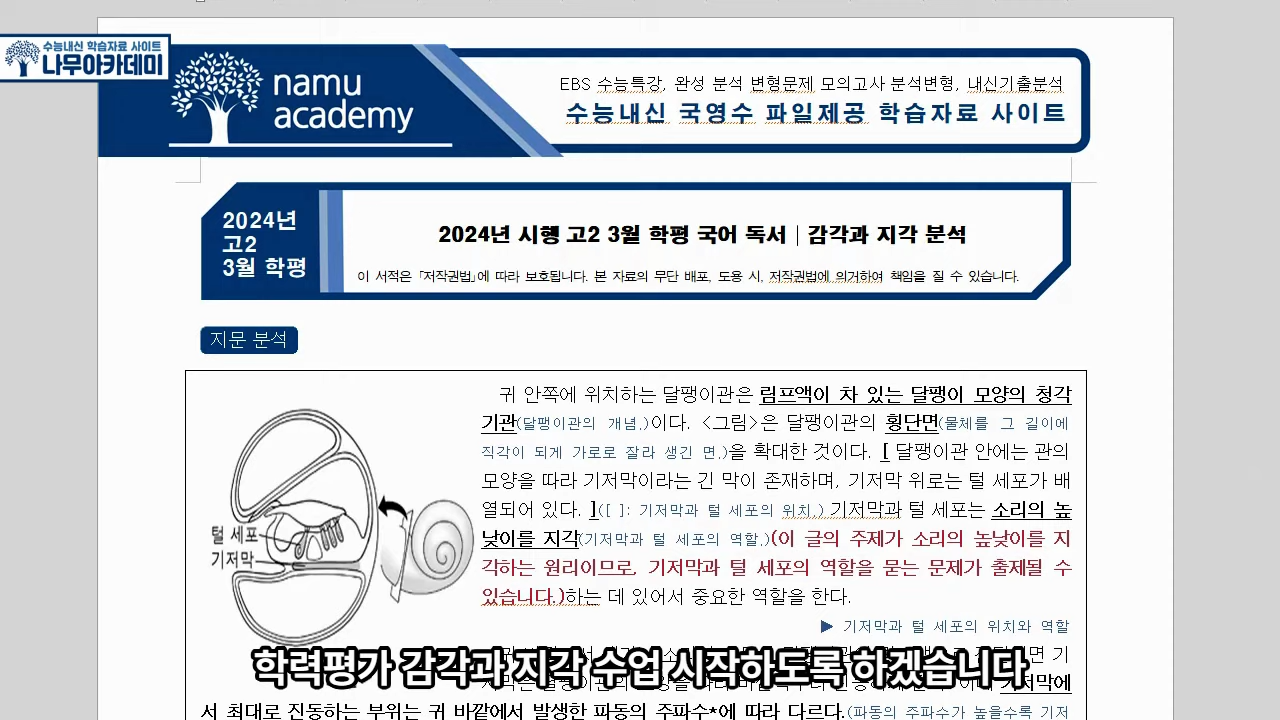 수능내신 학습자료 사이트
나무아카데미
namu
academy
EBS 수능특강, 완성 분석 변형문제 모의고사 분석변형, 내신기출분석
수능내신 국영수 파일제공 학습자료 사이트
2024년
고2
3월 학평
2024년 시행 고2 3월 학평 국어 독서 | 감각과 지각 분석
이 서적은 「저작권법」에 따라 보호됩니다. 본 자료의 무단 배포, 도용 시, 저작권법에 의거하여 책임을 질 수 있습니다.
지문 분석
귀 안쪽에 위치하는 달팽이관은 림프액이 차 있는 달팽이 모양의 청각
기관(달팽이관의 개념.)이다. <그림>은 달팽이관의 횡단면(물체를 그 길이에
직각이 되게 가로로 잘라 생긴 면.)을 확대한 것이다. [ 달팽이관 안에는 관의
모양을 따라 기저막이라는 긴 막이 존재하며, 기저막 위로는 털 세포가 배
열되어 있다. ]([ ]: 기저막과 털 세포의 위치.) 기저막과 털 세포는 소리의 높
낮이를 지각(기저막과 털 세포의 역할.)(이 글의 주제가 소리의 높낮이를 지
각하는 원리이므로, 기저막과 털 세포의 역할을 묻는 문제가 출제될 수
있습니다.)하는 데 있어서 중요한 역할을 한다.
털 세포
기저막
▶ 기저막과 털 세포의 위치와 역할
학력평가 감각과 지각 수업 시작하도록 하겠습니다
면 기
기저막에
서 최대로 진동하는 부위는 귀 바깥에서 발생한 파동의 주파수*에 따라 다르다.(파동의 주파수가 높을수록 기저